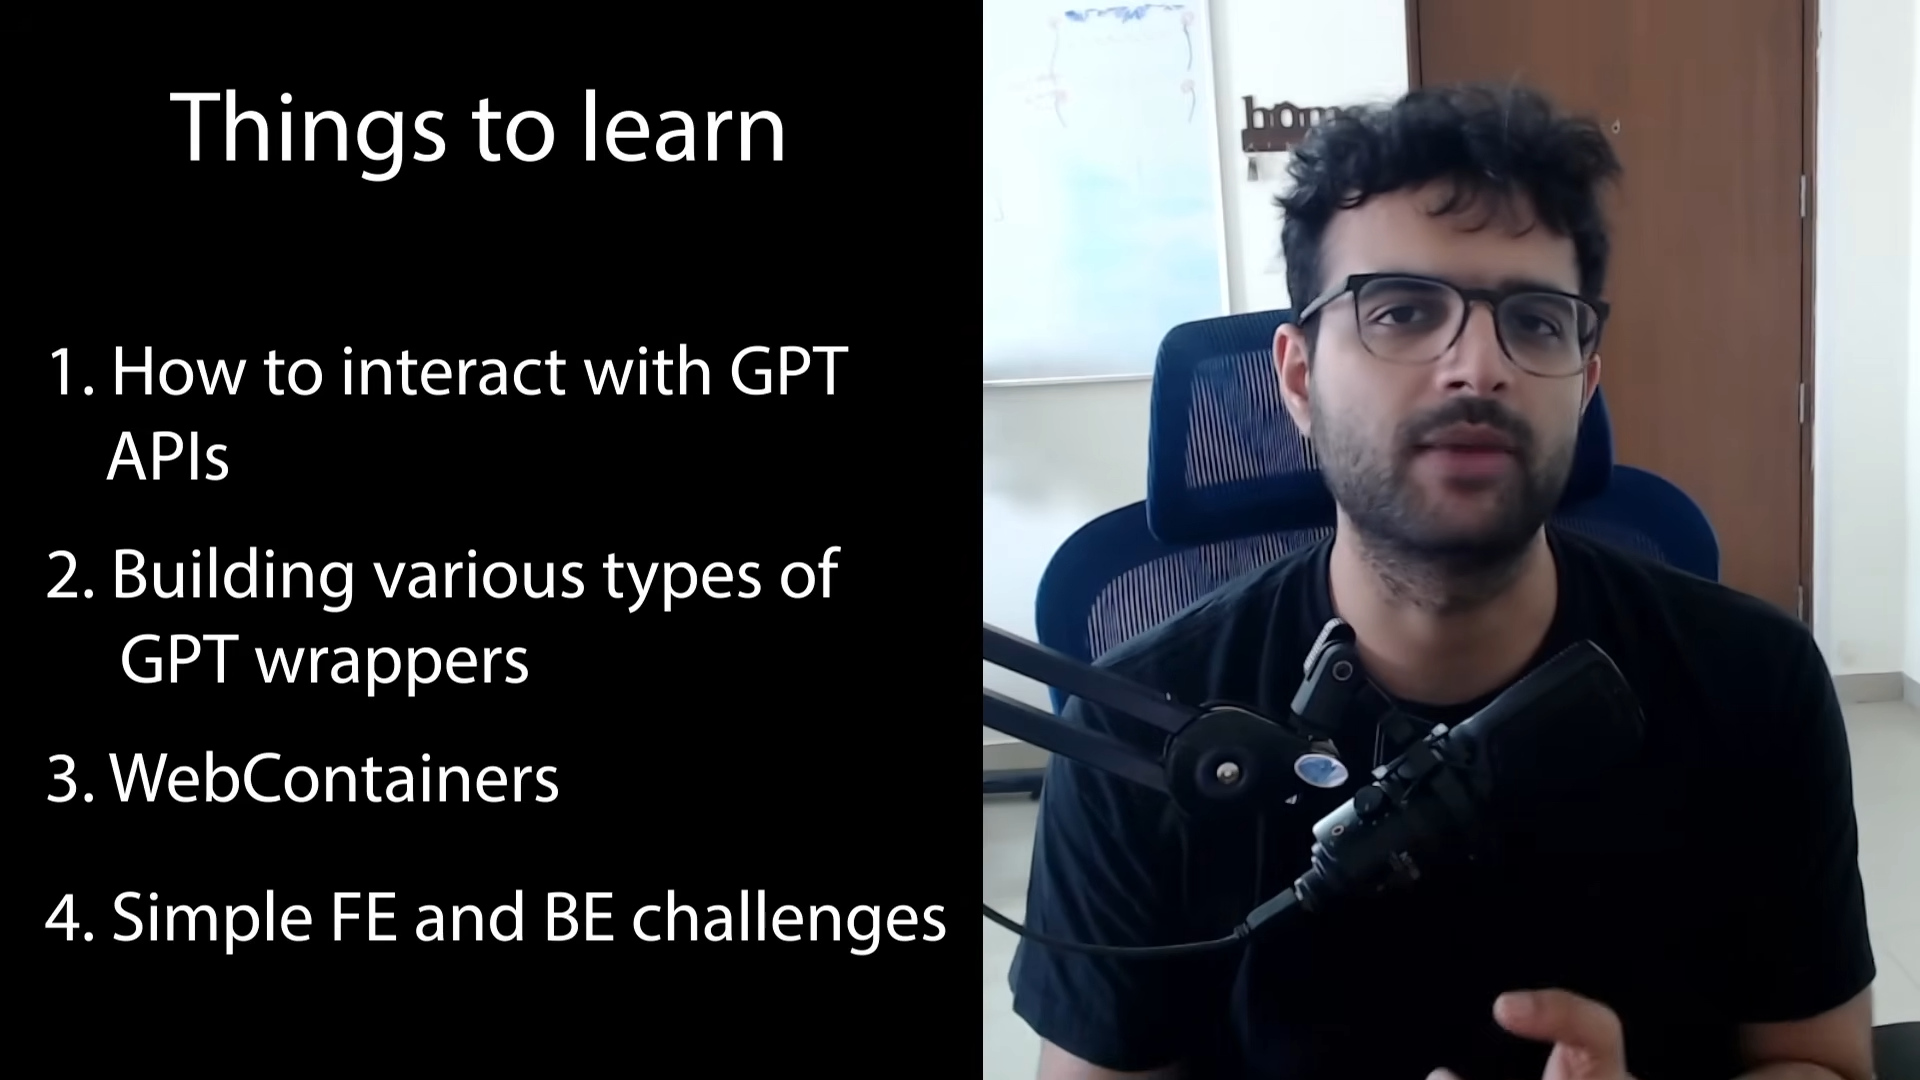 Things to learn
1. How to interact with GPT
APIs
2. Building various types of
GPT wrappers
3. WebContainers
4. Simple FE and BE challenges
home